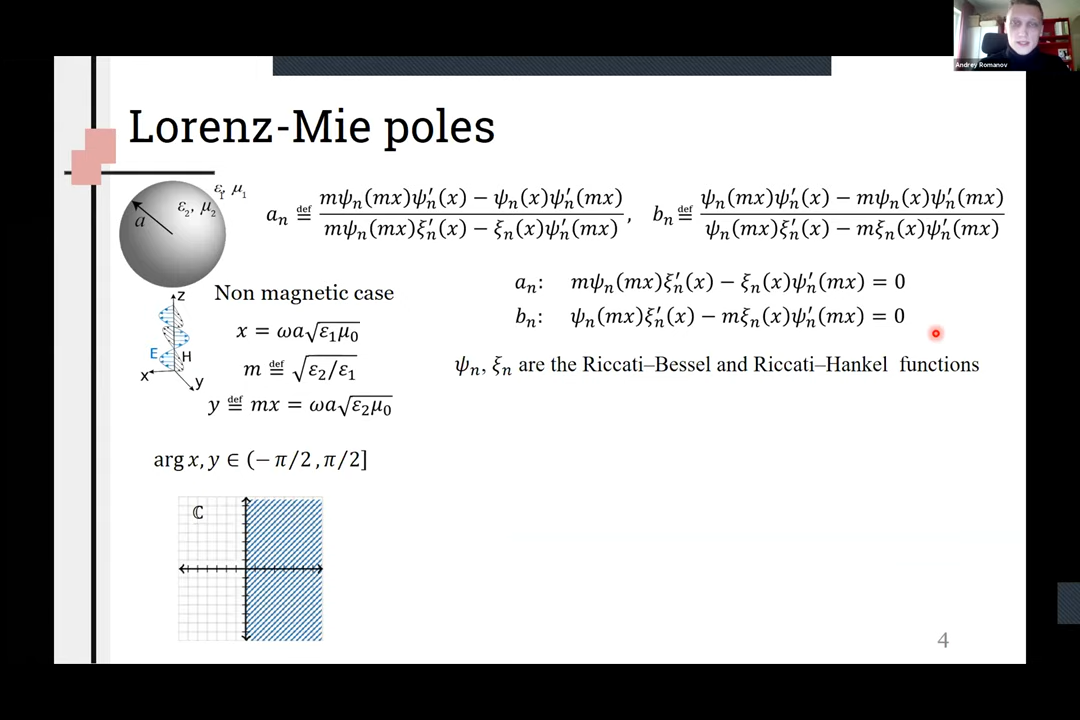 Andrey Romanov
Lorenz-Mie poles
ε₁, μ₁
ε₂, μ₂
a
aₙ ≝ (mψₙ(mx)ψₙ′(x) − ψₙ(x)ψₙ′(mx)) / (mψₙ(mx)ξₙ′(x) − ξₙ(x)ψₙ′(mx)), bₙ ≝ (ψₙ(mx)ψₙ′(x) − mψₙ(x)ψₙ′(mx)) / (ψₙ(mx)ξₙ′(x) − mξₙ(x)ψₙ′(mx))
aₙ: mψₙ(mx)ξₙ′(x) − ξₙ(x)ψₙ′(mx) = 0
bₙ: ψₙ(mx)ξₙ′(x) − mξₙ(x)ψₙ′(mx) = 0
ψₙ, ξₙ are the Riccati–Bessel and Riccati–Hankel functions
Z
E H
X
y
Non magnetic case
x = ωa√(ε₁μ₀)
m ≝ √(ε₂/ε₁)
y ≝ mx = ωa√(ε₂μ₀)
arg x, y ∈ (− π/2 , π/2]
ℂ
4